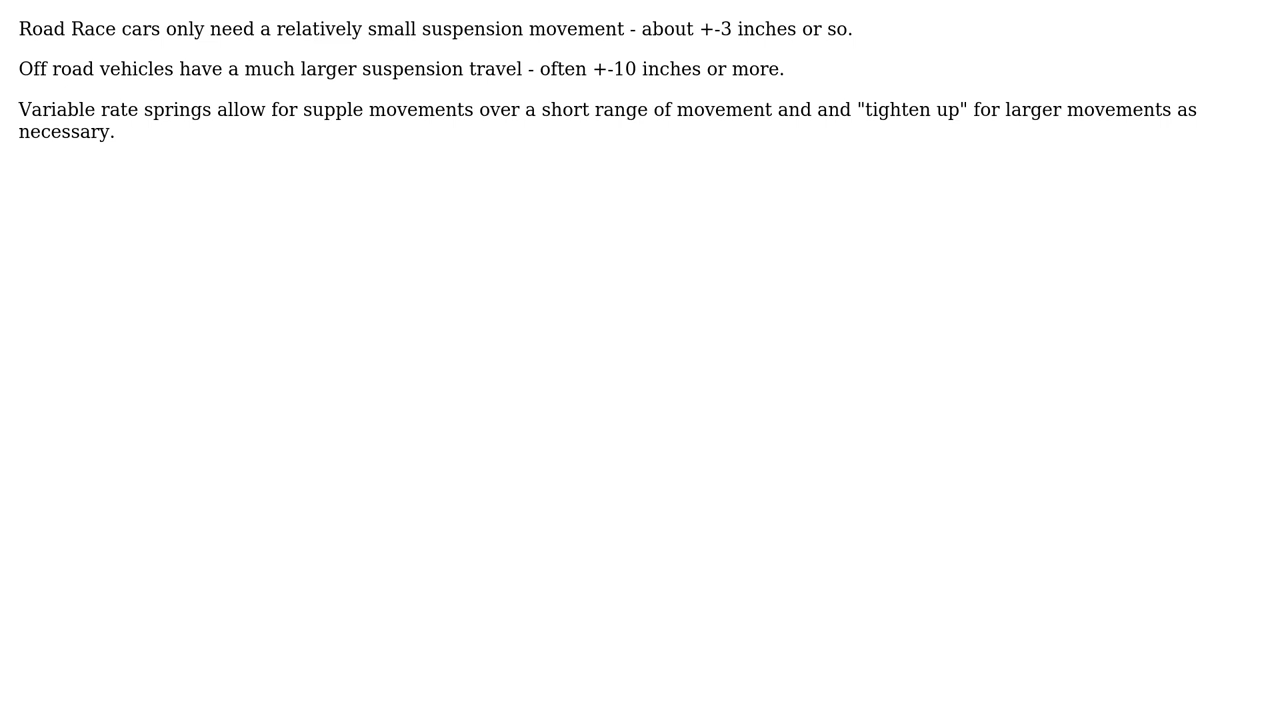 Road Race cars only need a relatively small suspension movement - about +-3 inches or so.
Off road vehicles have a much larger suspension travel - often +-10 inches or more.
Variable rate springs allow for supple movements over a short range of movement and and "tighten up" for larger movements as
necessary.